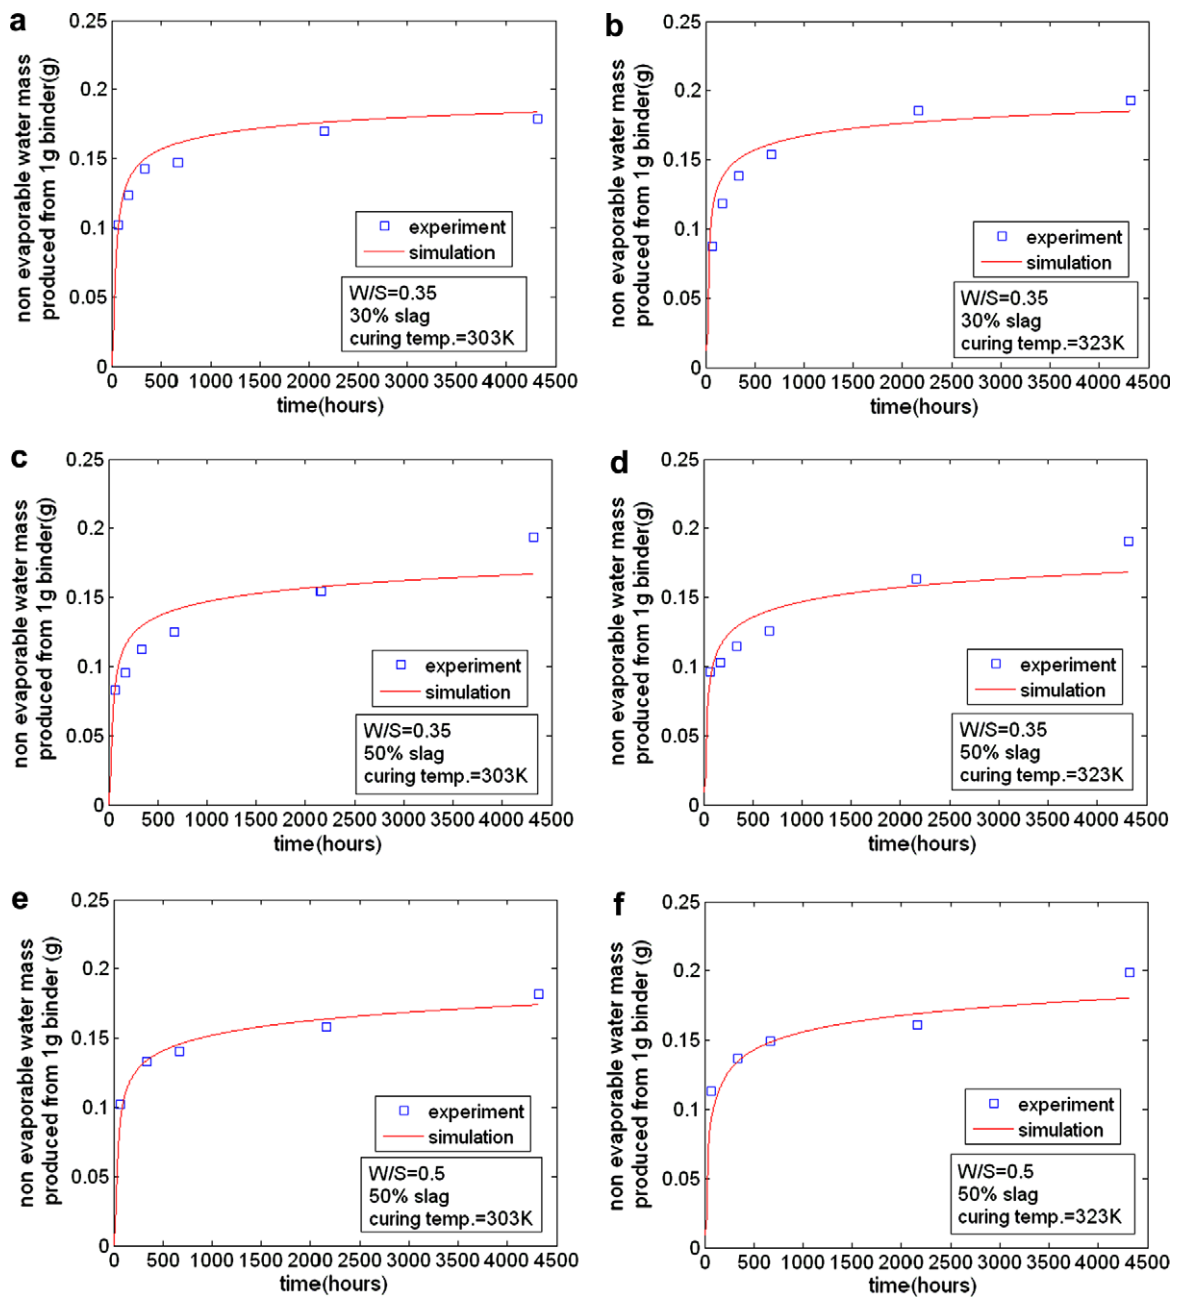 a
non evaporable water mass
produced from 1g binder(g)
0.25
0.2
0.15
0.1
0.05
0
experiment
simulation
W/S=0.35
30% slag
curing temp.=303K
0 500 1000 1500 2000 2500 3000 3500 4000 4500
time(hours)
b
non evaporable water mass
produced from 1g binder(g)
0.25
0.2
0.15
0.1
0.05
0
experiment
simulation
W/S=0.35
30% slag
curing temp.=323K
0 500 1000 1500 2000 2500 3000 3500 4000 4500
time(hours)
c
non evaporable water mass
produced from 1g binder(g)
0.25
0.2
0.15
0.1
0.05
0
experiment
simulation
W/S=0.35
50% slag
curing temp.=303K
0 500 1000 1500 2000 2500 3000 3500 4000 4500
time(hours)
d
non evaporable water mass
produced from 1g binder(g)
0.25
0.2
0.15
0.1
0.05
0
experiment
simulation
W/S=0.35
50% slag
curing temp.=323K
0 500 1000 1500 2000 2500 3000 3500 4000 4500
time(hours)
e
non evaporable water mass
produced from 1g binder (g)
0.25
0.2
0.15
0.1
0.05
0
experiment
simulation
W/S=0.5
50% slag
curing temp.=303K
0 500 1000 1500 2000 2500 3000 3500 4000 4500
time(hours)
f
non evaporable water mass
produced from 1g binder (g)
0.25
0.2
0.15
0.1
0.05
0
experiment
simulation
W/S=0.5
50% slag
curing temp.=323K
0 500 1000 1500 2000 2500 3000 3500 4000 4500
time(hours)